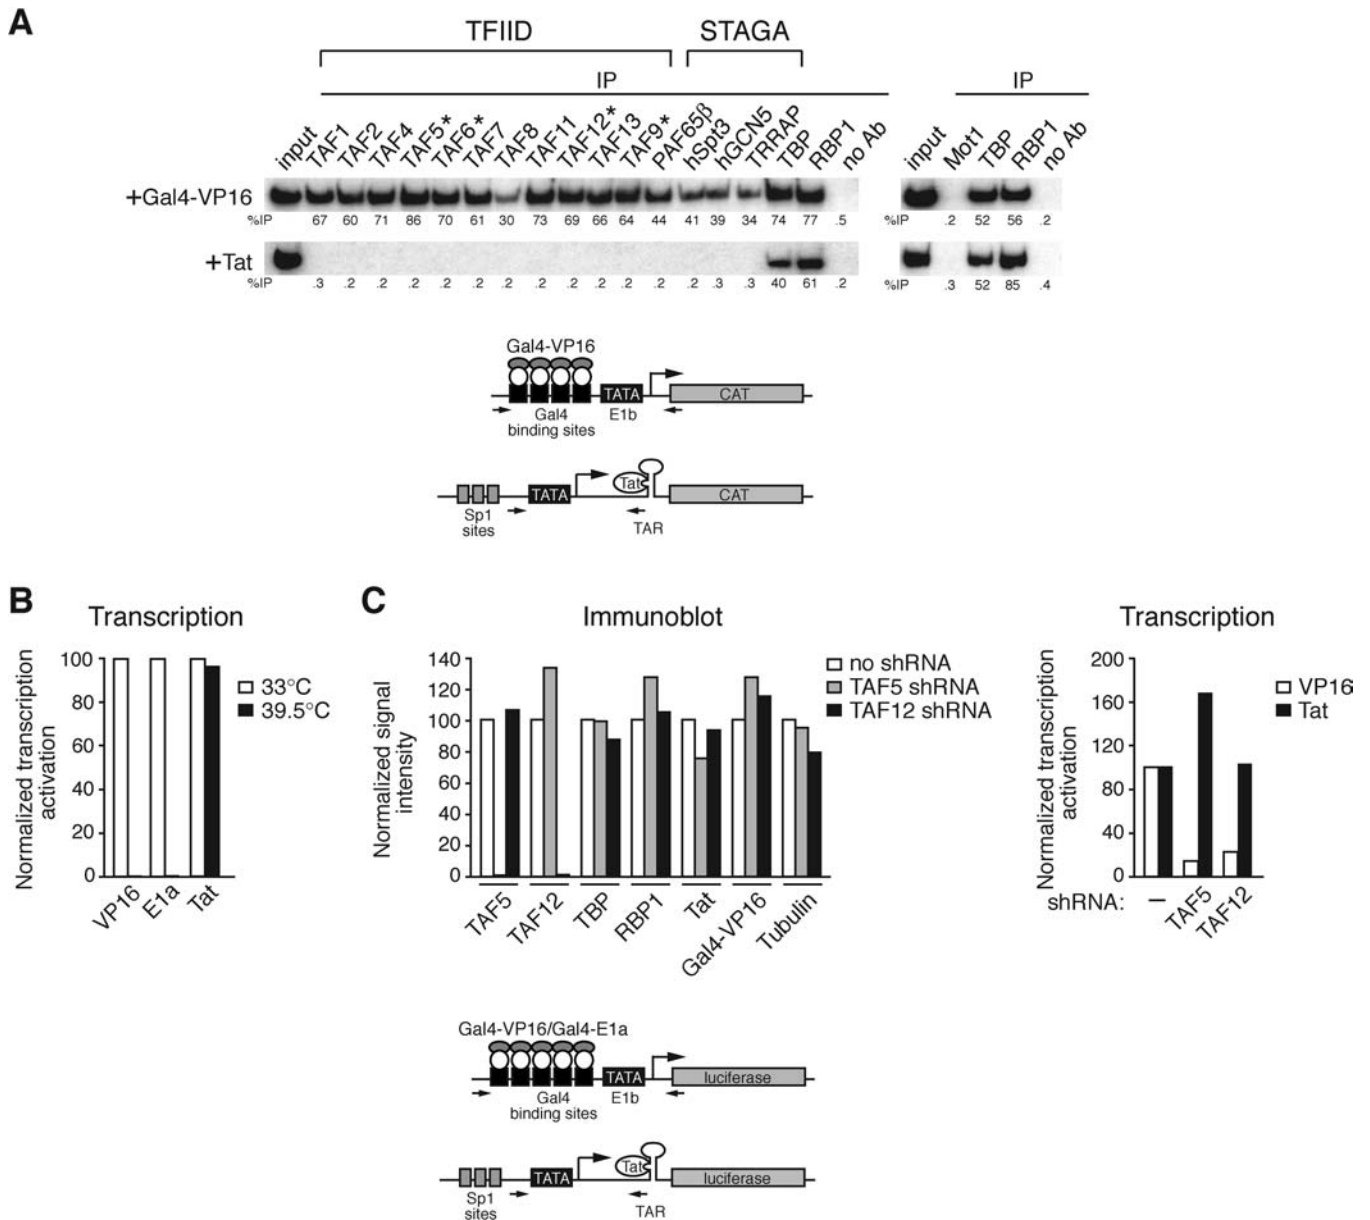 A
TFIID STAGA
IP IP
input TAF1 TAF2 TAF4 TAF5* TAF6* TAF7 TAF8 TAF11 TAF12* TAF13 TAF9* PAF65β hSpt3 hGCN5 TRRAP TBP RBP1 no Ab input Mot1 TBP RBP1 no Ab
+Gal4-VP16
%IP 67 60 71 86 70 61 30 73 69 66 64 44 41 39 34 74 77 .5 %IP .2 52 56 .2
+Tat
%IP .3 .2 .2 .2 .2 .2 .2 .2 .2 .2 .2 .2 .2 .3 .3 40 61 .2 %IP .3 52 85 .4
Gal4-VP16
TATA CAT
Gal4 E1b
binding sites
Tat
TATA CAT
Sp1 TAR
sites
B
Transcription
Normalized transcription
activation
100
80
60
40
20
0
33°C
39.5°C
VP16 E1a Tat
C
Immunoblot
Normalized signal
intensity
140
120
100
80
60
40
20
0
no shRNA
TAF5 shRNA
TAF12 shRNA
TAF5 TAF12 TBP RBP1 Tat Gal4-VP16 Tubulin
Transcription
Normalized transcription
activation
200
160
120
80
40
0
VP16
Tat
shRNA: – TAF5 TAF12
Gal4-VP16/Gal4-E1a
TATA luciferase
Gal4 E1b
binding sites
Tat
TATA luciferase
Sp1 TAR
sites